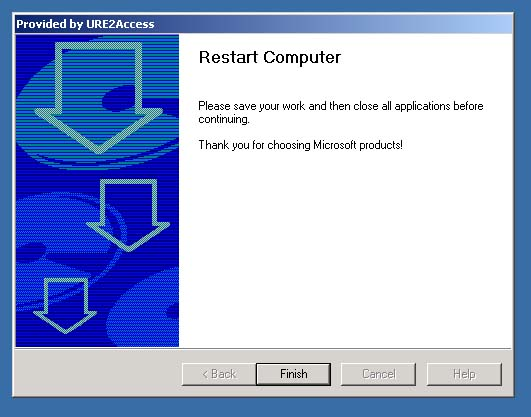 Provided by URE2Access
Restart Computer
Please save your work and then close all applications before
continuing.
Thank you for choosing Microsoft products!
< Back
Finish
Cancel
Help